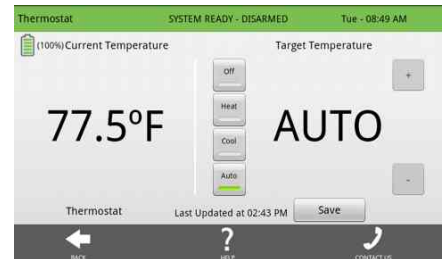 Thermostat SYSTEM READY - DISARMED Tue - 08:49 AM
(100%) Current Temperature Target Temperature
Off
+
Heat
77.5°F AUTO
Cool
Auto
-
Thermostat Last Updated at 02:43 PM Save
?
BACK HELP CONTACT US